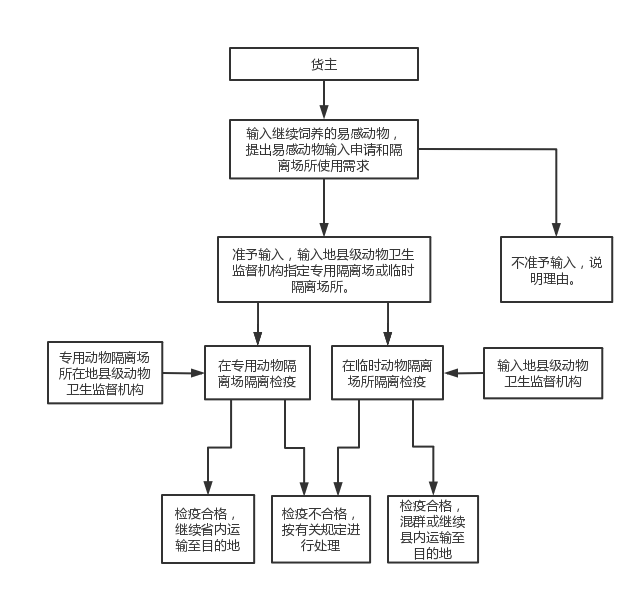 货主
输入继续饲养的易感动物，
提出易感动物输入申请和隔
离场所使用需求
准予输入，输入地县级动物卫生
监督机构指定专用隔离场或临时
隔离场所。
不准予输入，说
明理由。
专用动物隔离场
所在地县级动物
卫生监督机构
在专用动物隔
离场隔离检疫
在临时动物隔离
场所隔离检疫
输入地县级动物
卫生监督机构
检疫合格，
继续省内运
输至目的地
检疫不合格，
按有关规定进
行处理
检疫合格，
混群或继续
县内运输至
目的地